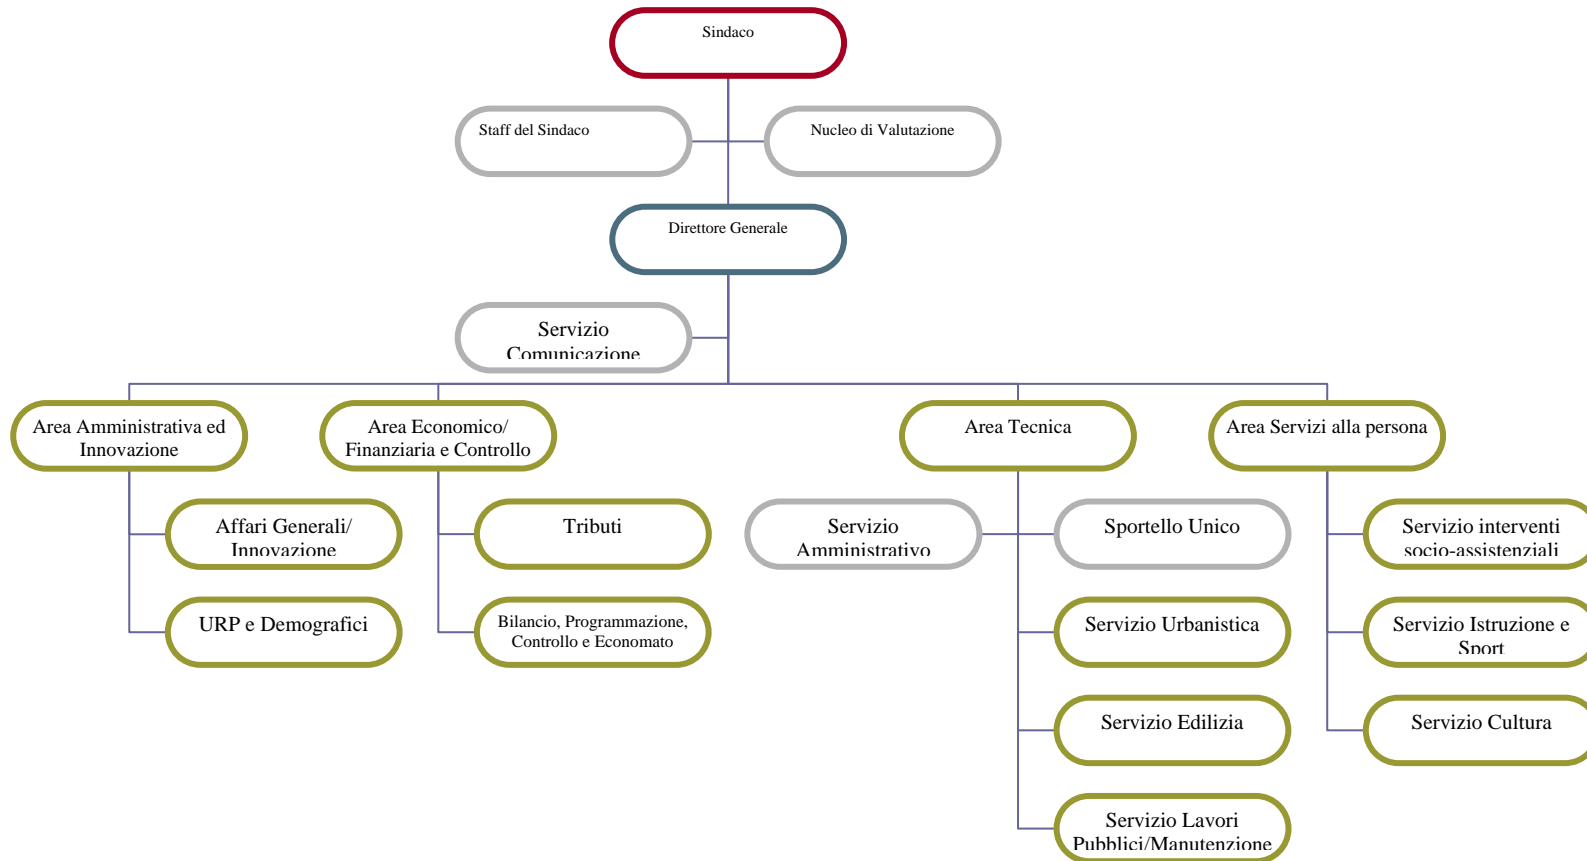 Sindaco
Staff del Sindaco
Nucleo di Valutazione
Direttore Generale
Servizio
Comunicazione
Area Amministrativa ed
Innovazione
Area Economico/
Finanziaria e Controllo
Area Tecnica
Area Servizi alla persona
Affari Generali/
Innovazione
Tributi
Servizio
Amministrativo
Sportello Unico
Servizio interventi
socio-assistenziali
URP e Demografici
Bilancio, Programmazione,
Controllo e Economato
Servizio Urbanistica
Servizio Istruzione e
Sport
Servizio Edilizia
Servizio Cultura
Servizio Lavori
Pubblici/Manutenzione